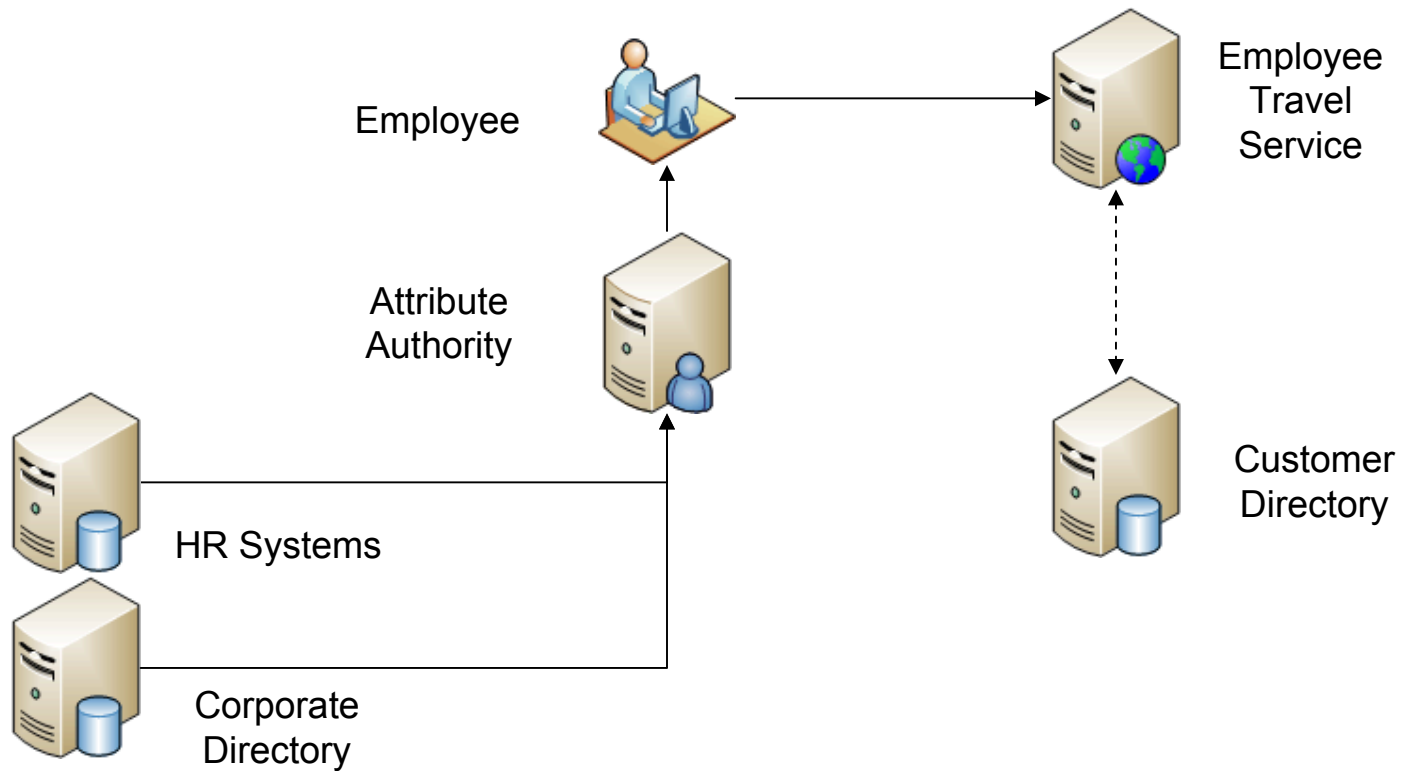 Employee
Employee
Travel
Service
Attribute
Authority
Customer
Directory
HR Systems
Corporate
Directory